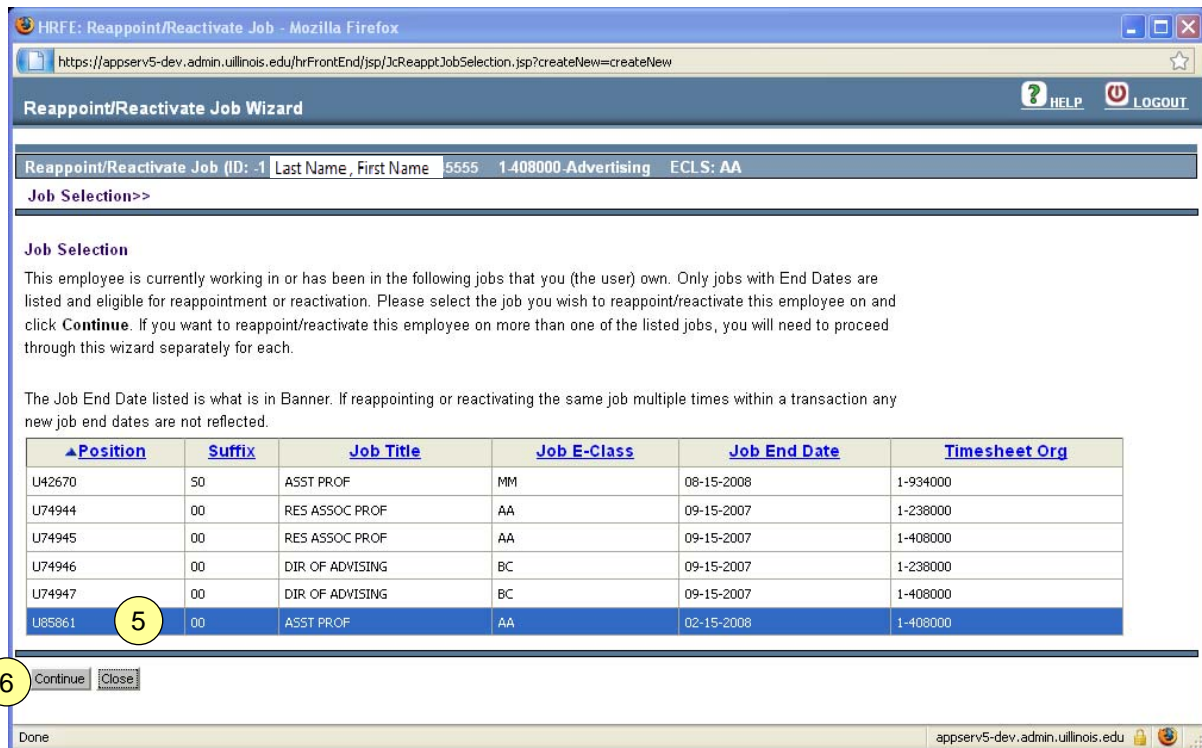 HRFE: Reappoint/Reactivate Job - Mozilla Firefox
https://appserv5-dev.admin.uillinois.edu/hrFrontEnd/jsp/JcReapptJobSelection.jsp?createNew=createNew
Reappoint/Reactivate Job Wizard ? HELP LOGOUT
Reappoint/Reactivate Job (ID: -1 Last Name , First Name 5555 1-408000-Advertising ECLS: AA
Job Selection>>
Job Selection
This employee is currently working in or has been in the following jobs that you (the user) own. Only jobs with End Dates are
listed and eligible for reappointment or reactivation. Please select the job you wish to reappoint/reactivate this employee on and
click Continue. If you want to reappoint/reactivate this employee on more than one of the listed jobs, you will need to proceed
through this wizard separately for each.
The Job End Date listed is what is in Banner. If reappointing or reactivating the same job multiple times within a transaction any
new job end dates are not reflected.
▲Position Suffix Job Title Job E-Class Job End Date Timesheet Org
U42670 S0 ASST PROF MM 08-15-2008 1-934000
U74944 00 RES ASSOC PROF AA 09-15-2007 1-238000
U74945 00 RES ASSOC PROF AA 09-15-2007 1-408000
U74946 00 DIR OF ADVISING BC 09-15-2007 1-238000
U74947 00 DIR OF ADVISING BC 09-15-2007 1-408000
U85861 5 00 ASST PROF AA 02-15-2008 1-408000
6 Continue Close
Done appserv5-dev.admin.uillinois.edu